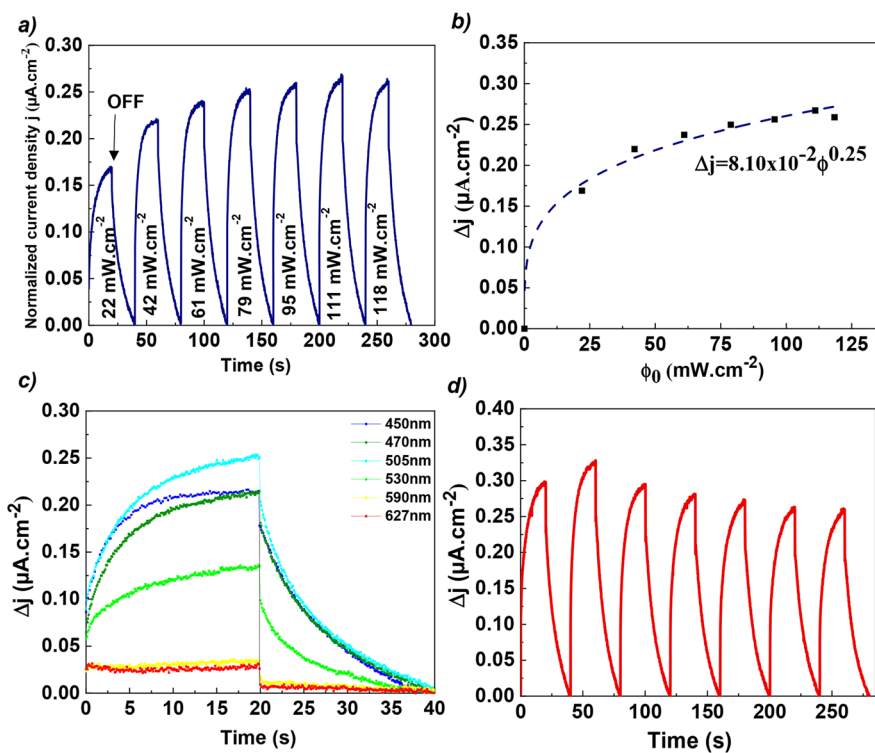 a)
Normalized current density j (µA.cm-2)
0.30
0.25
0.20
0.15
0.10
0.05
0.00
OFF
22 mW.cm-2
42 mW.cm-2
61 mW.cm-2
79 mW.cm-2
95 mW.cm-2
111 mW.cm-2
118 mW.cm-2
0 50 100 150 200 250 300
Time (s)
b)
Δj (µA.cm-2)
0.35
0.30
0.25
0.20
0.15
0.10
0.05
0.00
Δj=8.10x10-2ϕ0.25
0 25 50 75 100 125
ϕ0 (mW.cm-2)
c)
Δj (µA.cm-2)
0.30
0.25
0.20
0.15
0.10
0.05
0.00
450nm
470nm
505nm
530nm
590nm
627nm
0 5 10 15 20 25 30 35 40
Time (s)
d)
Δj (µA.cm-2)
0.40
0.35
0.30
0.25
0.20
0.15
0.10
0.05
0.00
0 50 100 150 200 250
Time (s)